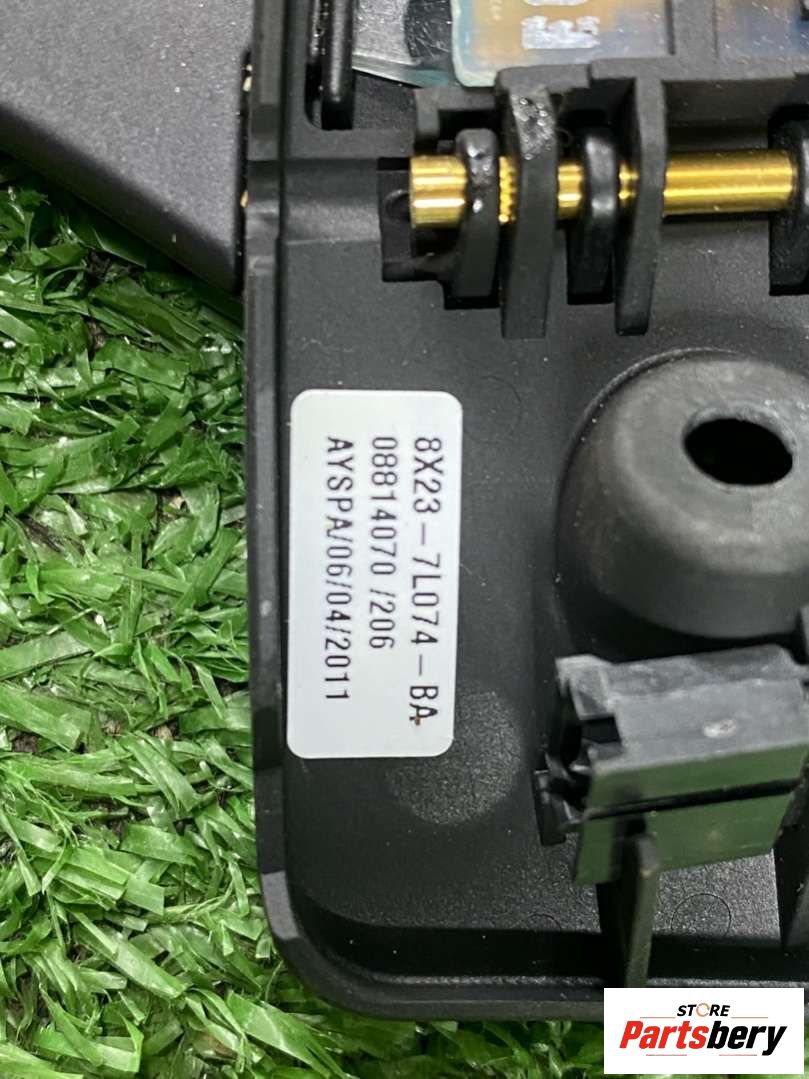 8X23-7L074-BA
08814070 /206
AYSPA/06/04/2011
STORE
Partsbery